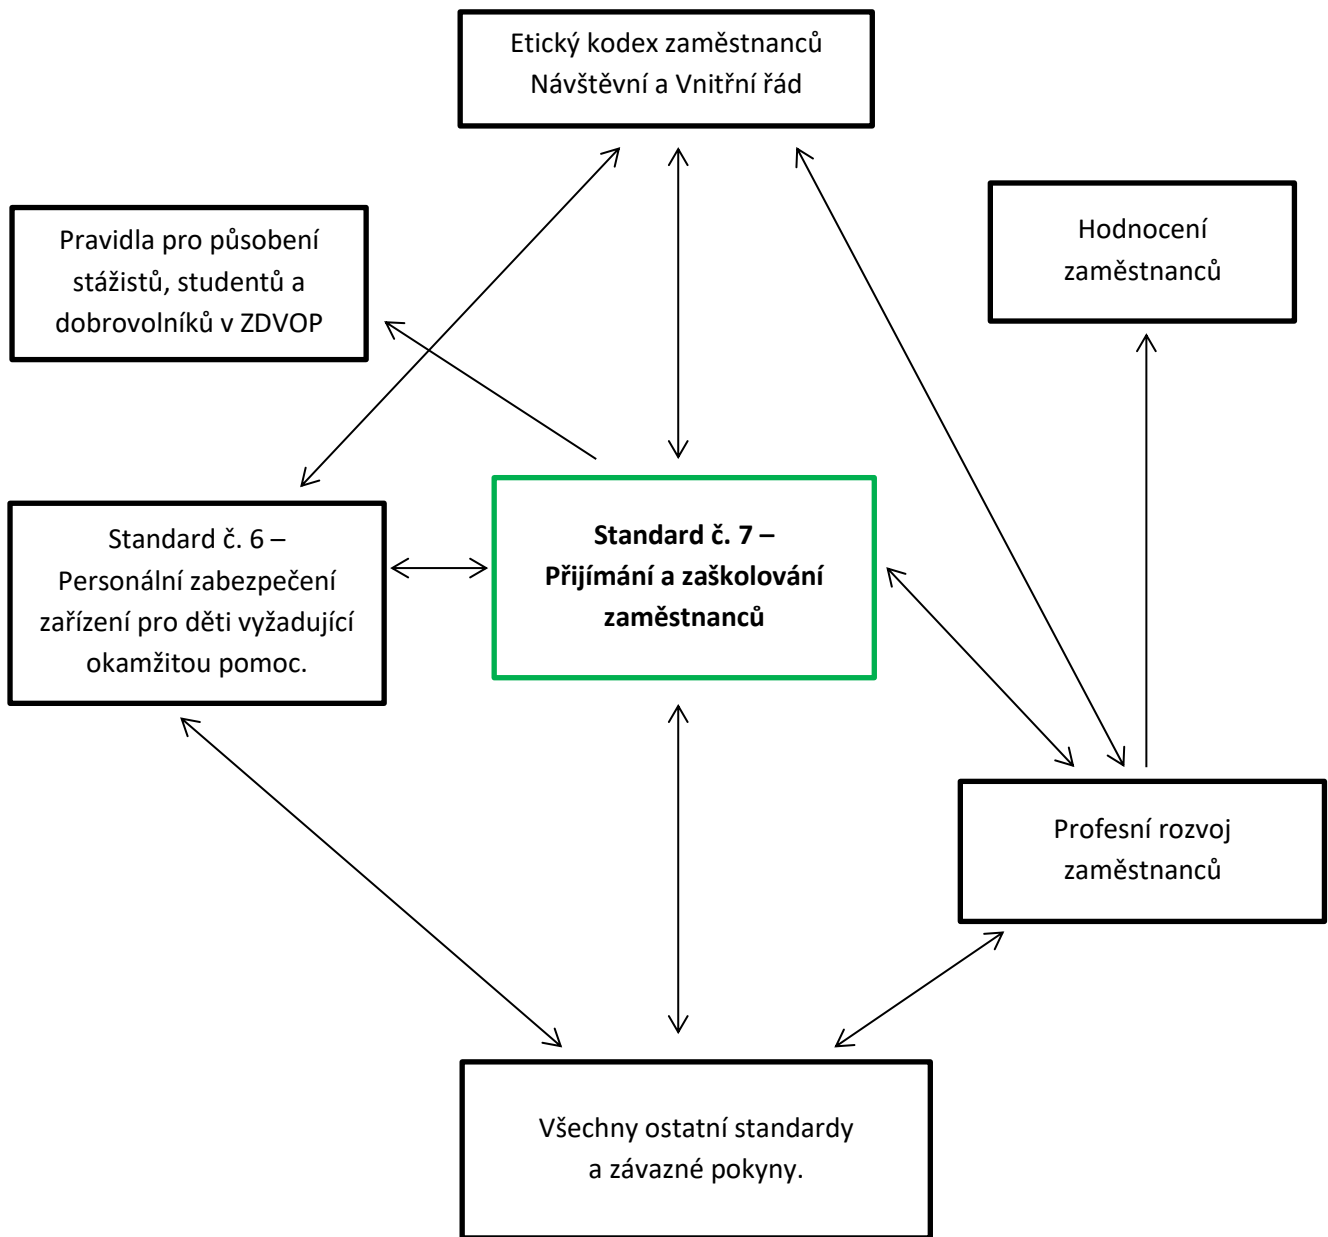 Etický kodex zaměstnanců
Návštěvní a Vnitřní řád
Pravidla pro působení
stážistů, studentů a
dobrovolníků v ZDVOP
Hodnocení
zaměstnanců
Standard č. 6 –
Personální zabezpečení
zařízení pro děti vyžadující
okamžitou pomoc.
Standard č. 7 –
Přijímání a zaškolování
zaměstnanců
Profesní rozvoj
zaměstnanců
Všechny ostatní standardy
a závazné pokyny.